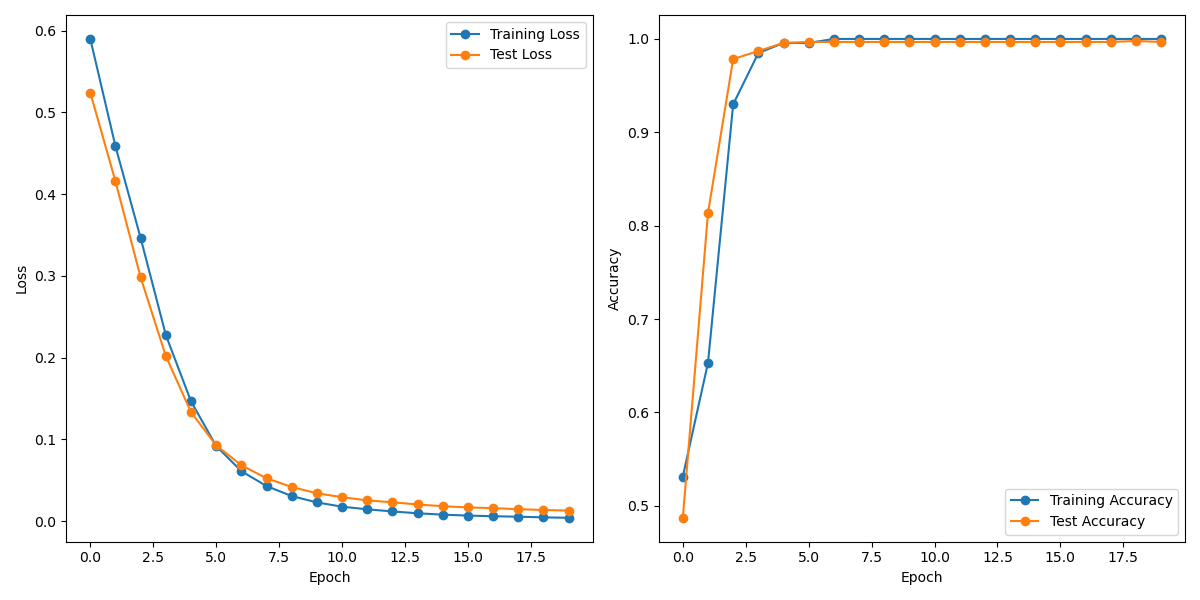 Training Loss
Test Loss
0.6
0.5
0.4
0.3
0.2
0.1
0.0
Loss
0.0 2.5 5.0 7.5 10.0 12.5 15.0 17.5
Epoch
1.0
0.9
0.8
0.7
0.6
0.5
Accuracy
Training Accuracy
Test Accuracy
0.0 2.5 5.0 7.5 10.0 12.5 15.0 17.5
Epoch